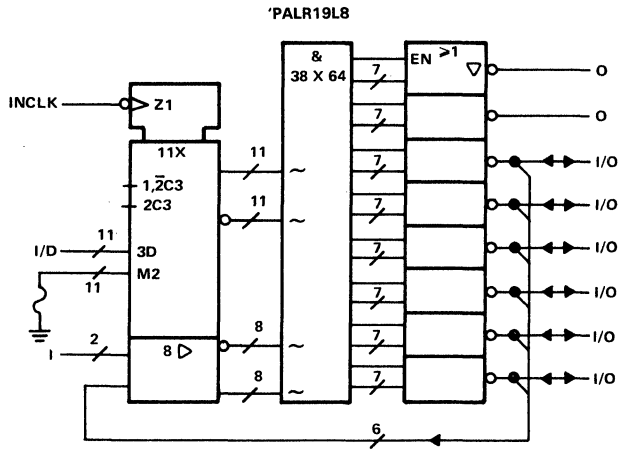 'PALR19L8
&
38 X 64
EN ≥1
▽
7
O
INCLK
Z1
7
O
11X
11
~
7
I/O
1,2̅C3
2C3
11
~
7
I/O
I/D
11
3D
7
I/O
M2
11
7
I/O
I
2
8 ▷
8
~
7
I/O
8
~
7
I/O
6